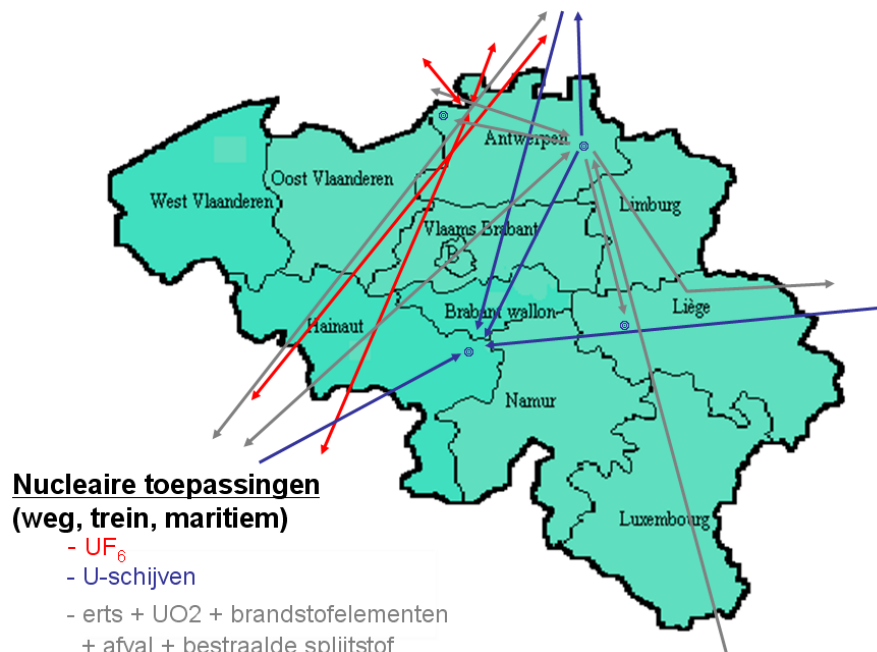 Antwerpen
Oost Vlaanderen
West Vlaanderen
Limburg
Vlaams Brabant
B
Liège
Brabant wallon
Hainaut
Namur
Luxembourg
Nucleaire toepassingen
(weg, trein, maritiem)
- UF6
- U-schijven
- erts + UO2 + brandstofelementen
+ afval + bestraalde splijtstof